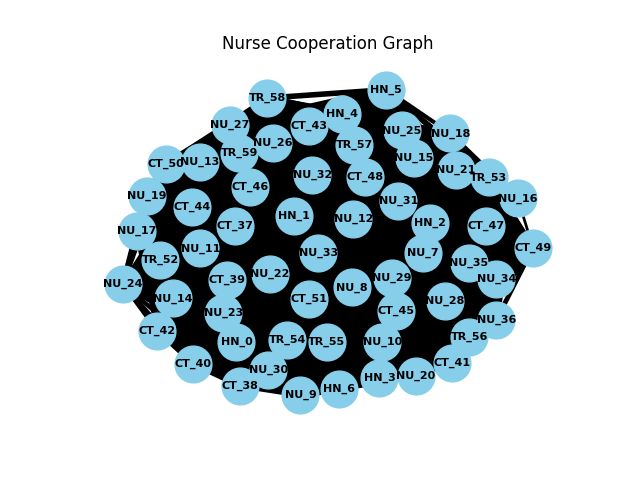 Nurse Cooperation Graph
HN_5
TR_58
HN_4
NU_27
CT_43
NU_25
NU_18
NU_26
TR_57
TR_59
NU_15
CT_50
NU_13
NU_21
NU_32
CT_48
TR_53
CT_46
NU_19
NU_16
NU_31
CT_44
HN_1
NU_12
HN_2
CT_37
CT_47
NU_17
NU_11
CT_49
NU_33
NU_7
TR_52
NU_35
NU_22
NU_29
NU_34
CT_39
NU_24
NU_8
NU_14
CT_51
NU_28
CT_45
NU_23
NU_36
CT_42
TR_56
TR_54
HN_0
TR_55
NU_10
CT_41
CT_40
NU_30
NU_20
HN_3
CT_38
HN_6
NU_9